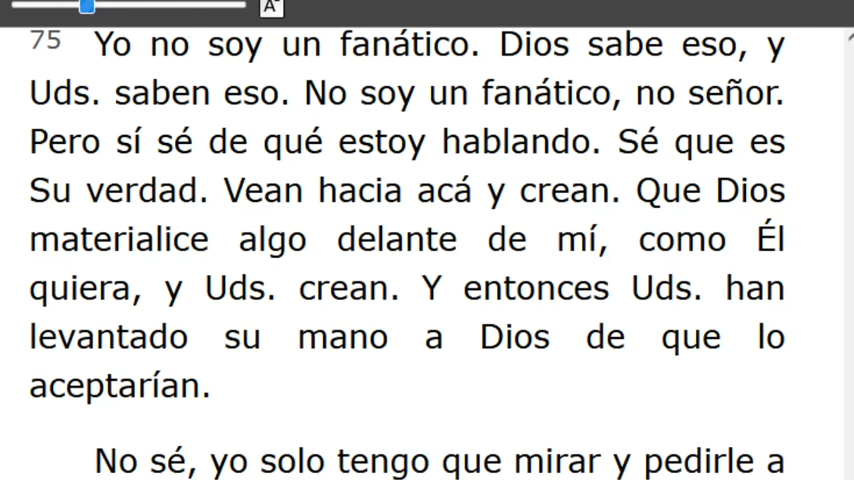 A
75 Yo no soy un fanático. Dios sabe eso, y
Uds. saben eso. No soy un fanático, no señor.
Pero sí sé de qué estoy hablando. Sé que es
Su verdad. Vean hacia acá y crean. Que Dios
materialice algo delante de mí, como Él
quiera, y Uds. crean. Y entonces Uds. han
levantado su mano a Dios de que lo
aceptarían.
No sé, yo solo tengo que mirar y pedirle a